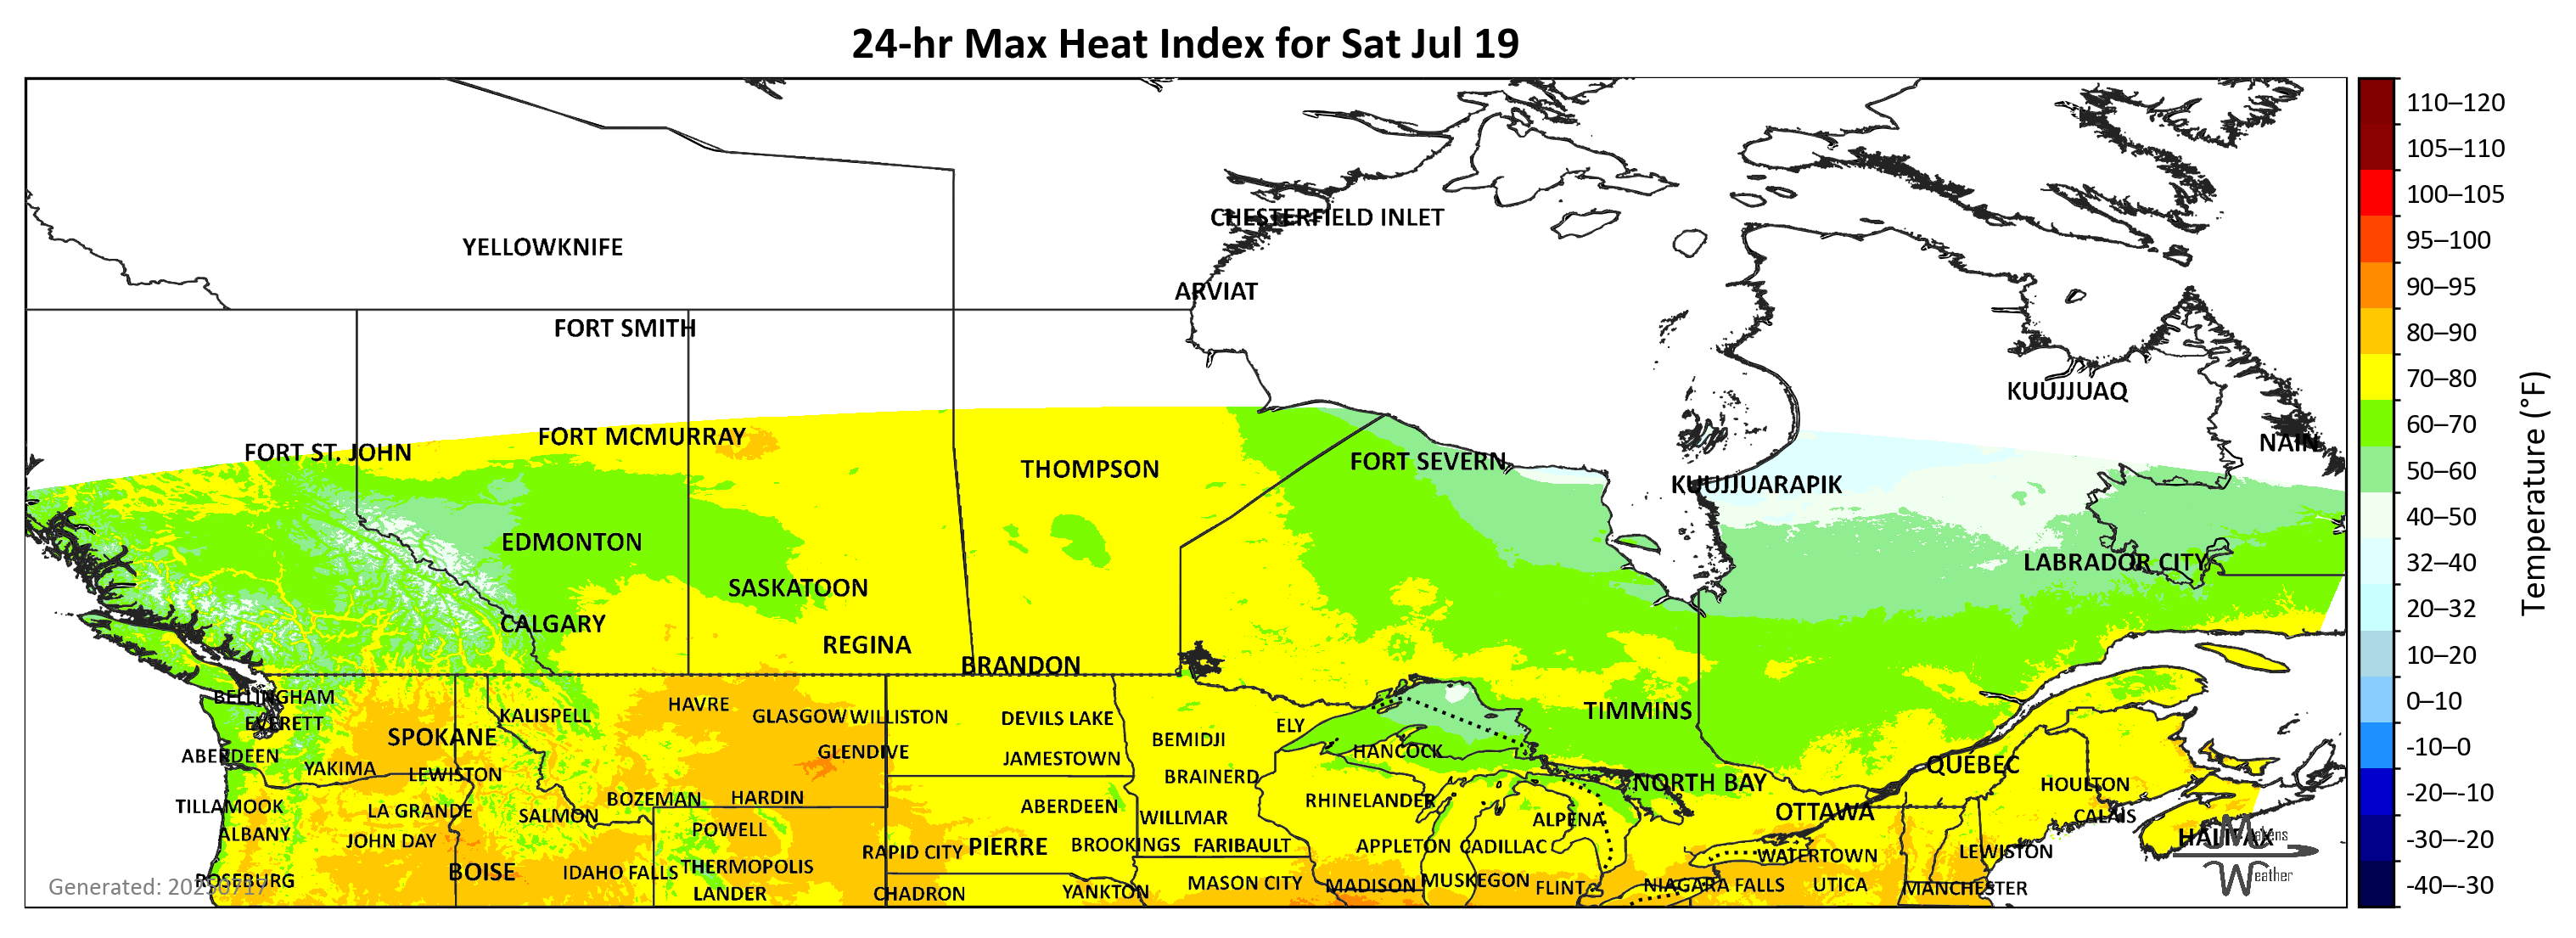 24-hr Max Heat Index for Sat Jul 19
110–120
105–110
CHESTERFIELD INLET
100–105
YELLOWKNIFE
95–100
ARVIAT
90–95
FORT SMITH
80–90
KUUJJUAQ
70–80
FORT MCMURRAY
60–70
FORT ST. JOHN
NAIN
THOMPSON
FORT SEVERN
50–60
KUUJJUARAPIK
40–50
EDMONTON
LABRADOR CITY
32–40
SASKATOON
20–32
CALGARY
REGINA
10–20
BRANDON
BELLINGHAM
0–10
HAVRE
KALISPELL
GLASGOW
WILLISTON
DEVILS LAKE
TIMMINS
EVERETT
ELY
SPOKANE
BEMIDJI
-10–0
ABERDEEN
GLENDIVE
JAMESTOWN
HANCOCK
QUÉBEC
YAKIMA
LEWISTON
BRAINERD
NORTH BAY
HOULTON
-20–-10
BOZEMAN
HARDIN
RHINELANDER
TILLAMOOK
LA GRANDE
SALMON
ABERDEEN
WILLMAR
ALPENA
OTTAWA
CALAIS
ALBANY
JOHN DAY
POWELL
-30–-20
HALIFAX
RAPID CITY
PIERRE
BROOKINGS
FARIBAULT
APPLETON
CADILLAC
WATERTOWN
LEWISTON
BOISE
IDAHO FALLS
THERMOPOLIS
Weather
ROSEBURG
Generated: 20250717
LANDER
CHADRON
YANKTON
MASON CITY
MADISON
MUSKEGON
FLINT
NIAGARA FALLS
UTICA
MANCHESTER
-40–-30
Temperature (°F)